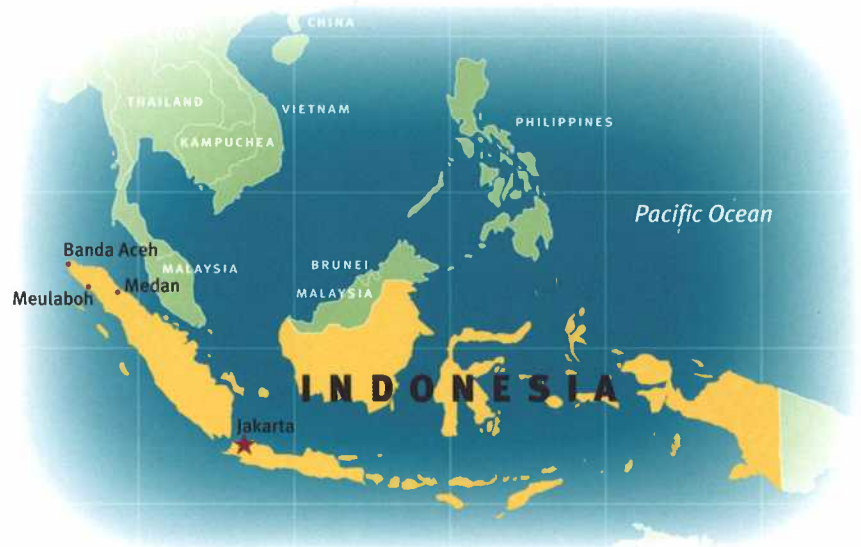 CHINA
THAILAND
VIETNAM
KAMPUCHEA
PHILIPPINES
Pacific Ocean
Banda Aceh
MALAYSIA
BRUNEI
Meulaboh
Medan
MALAYSIA
INDONESIA
Jakarta